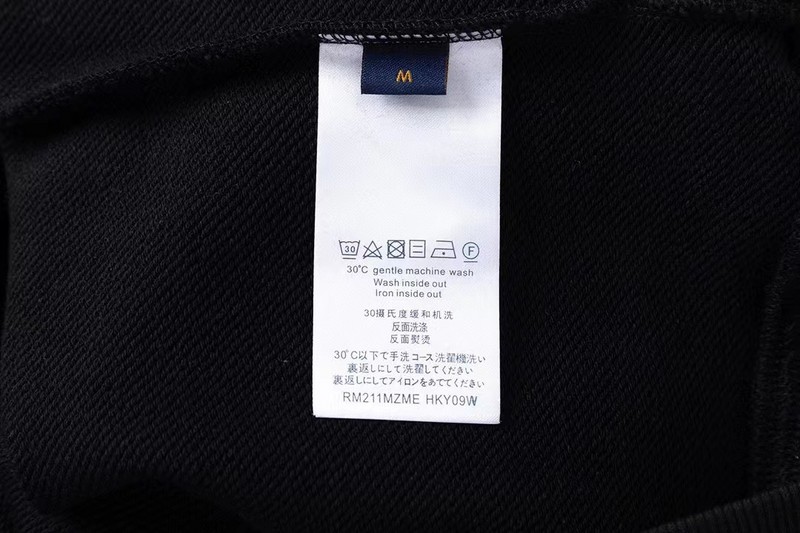 M
30
F
30°C gentle machine wash
Wash inside out
Iron inside out
30摄氏度缓和机洗
反面洗涤
反面熨烫
30°C以下で手洗コース洗濯機洗い
裏返しにして洗濯してください
裏返しにしてアイロンをあててください
RM211MZME HKY09W